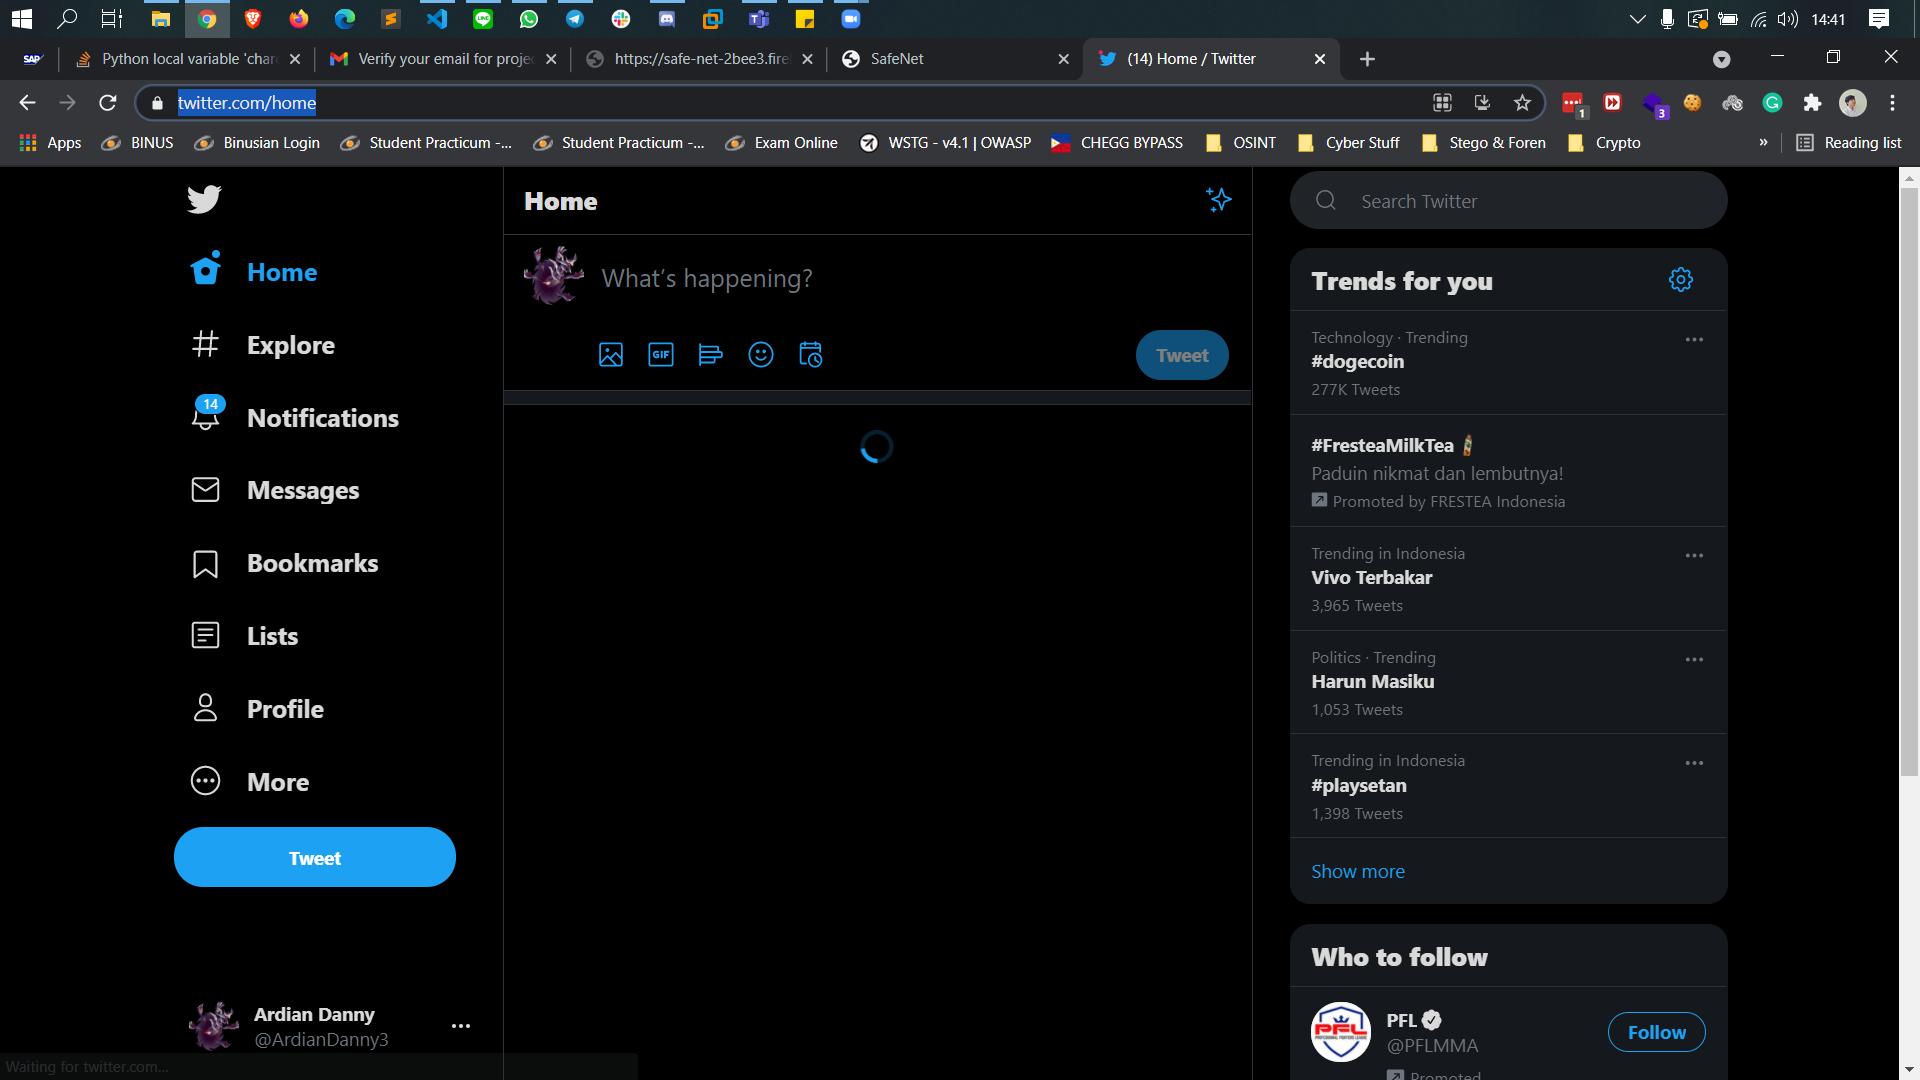 14:41
SAP
Python local variable 'char
Verify your email for proje
https://safe-net-2bee3.fire
SafeNet
(14) Home / Twitter
twitter.com/home
1
3
Apps
BINUS
Binusian Login
Student Practicum -...
Student Practicum -...
Exam Online
WSTG - v4.1 | OWASP
CHEGG BYPASS
OSINT
Cyber Stuff
Stego & Foren
Crypto
»
Reading list
Home
Explore
14
Notifications
Messages
Bookmarks
Lists
Profile
More
Tweet
Ardian Danny
@ArdianDanny3
Waiting for twitter.com...
Home
What's happening?
GIF
Tweet
Search Twitter
Trends for you
Technology · Trending
#dogecoin
277K Tweets
#FresteaMilkTea
Paduin nikmat dan lembutnya!
Promoted by FRESTEA Indonesia
Trending in Indonesia
Vivo Terbakar
3,965 Tweets
Politics · Trending
Harun Masiku
1,053 Tweets
Trending in Indonesia
#playsetan
1,398 Tweets
Show more
Who to follow
PFL
PFL
@PFLMMA
Follow
Promoted